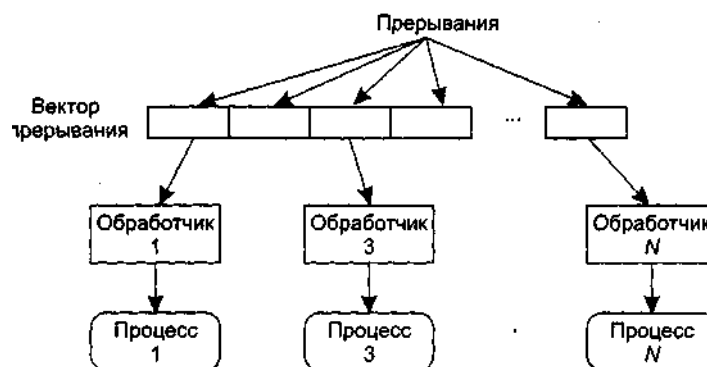 Прерывания
Вектор
прерывания
...
Обработчик
1
Обработчик
3
Обработчик
N
Процесс
1
Процесс
3
Процесс
N